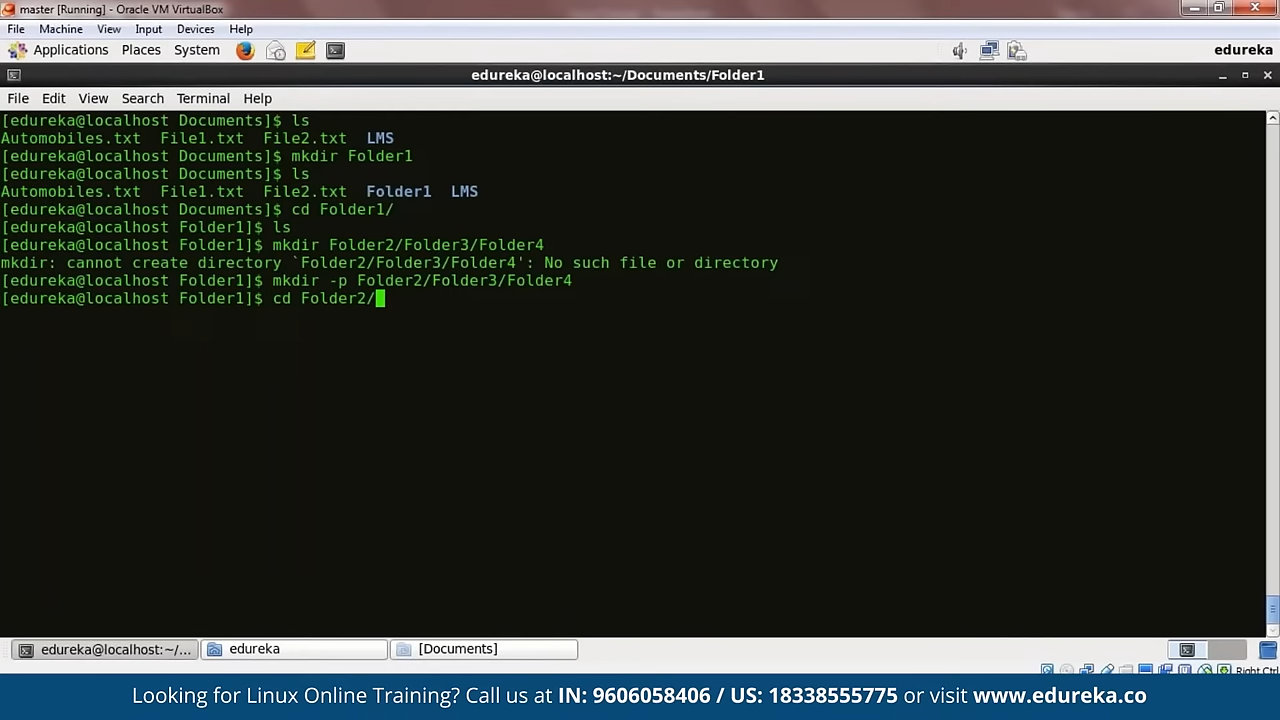 master [Running] - Oracle VM VirtualBox
File Machine View Input Devices Help
Applications Places System edureka
edureka@localhost:~/Documents/Folder1
File Edit View Search Terminal Help
[edureka@localhost Documents]$ ls
Automobiles.txt File1.txt File2.txt LMS
[edureka@localhost Documents]$ mkdir Folder1
[edureka@localhost Documents]$ ls
Automobiles.txt File1.txt File2.txt Folder1 LMS
[edureka@localhost Documents]$ cd Folder1/
[edureka@localhost Folder1]$ ls
[edureka@localhost Folder1]$ mkdir Folder2/Folder3/Folder4
mkdir: cannot create directory `Folder2/Folder3/Folder4': No such file or directory
[edureka@localhost Folder1]$ mkdir -p Folder2/Folder3/Folder4
[edureka@localhost Folder1]$ cd Folder2/
edureka@localhost:~/... edureka [Documents]
Right Ctrl
Looking for Linux Online Training? Call us at IN: 9606058406 / US: 18338555775 or visit www.edureka.co